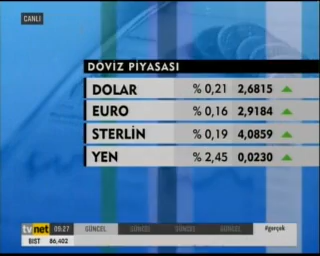 CANLI
DÖVİZ PİYASASI
DOLAR % 0,21 2,6815
EURO % 0,16 2,9184
STERLİN % 0,19 4,0859
YEN % 2,45 0,0230
tvnet 09:27 GÜNCEL GÜNCEL GÜNCEL GÜNCEL #gerçek
BIST 86,402